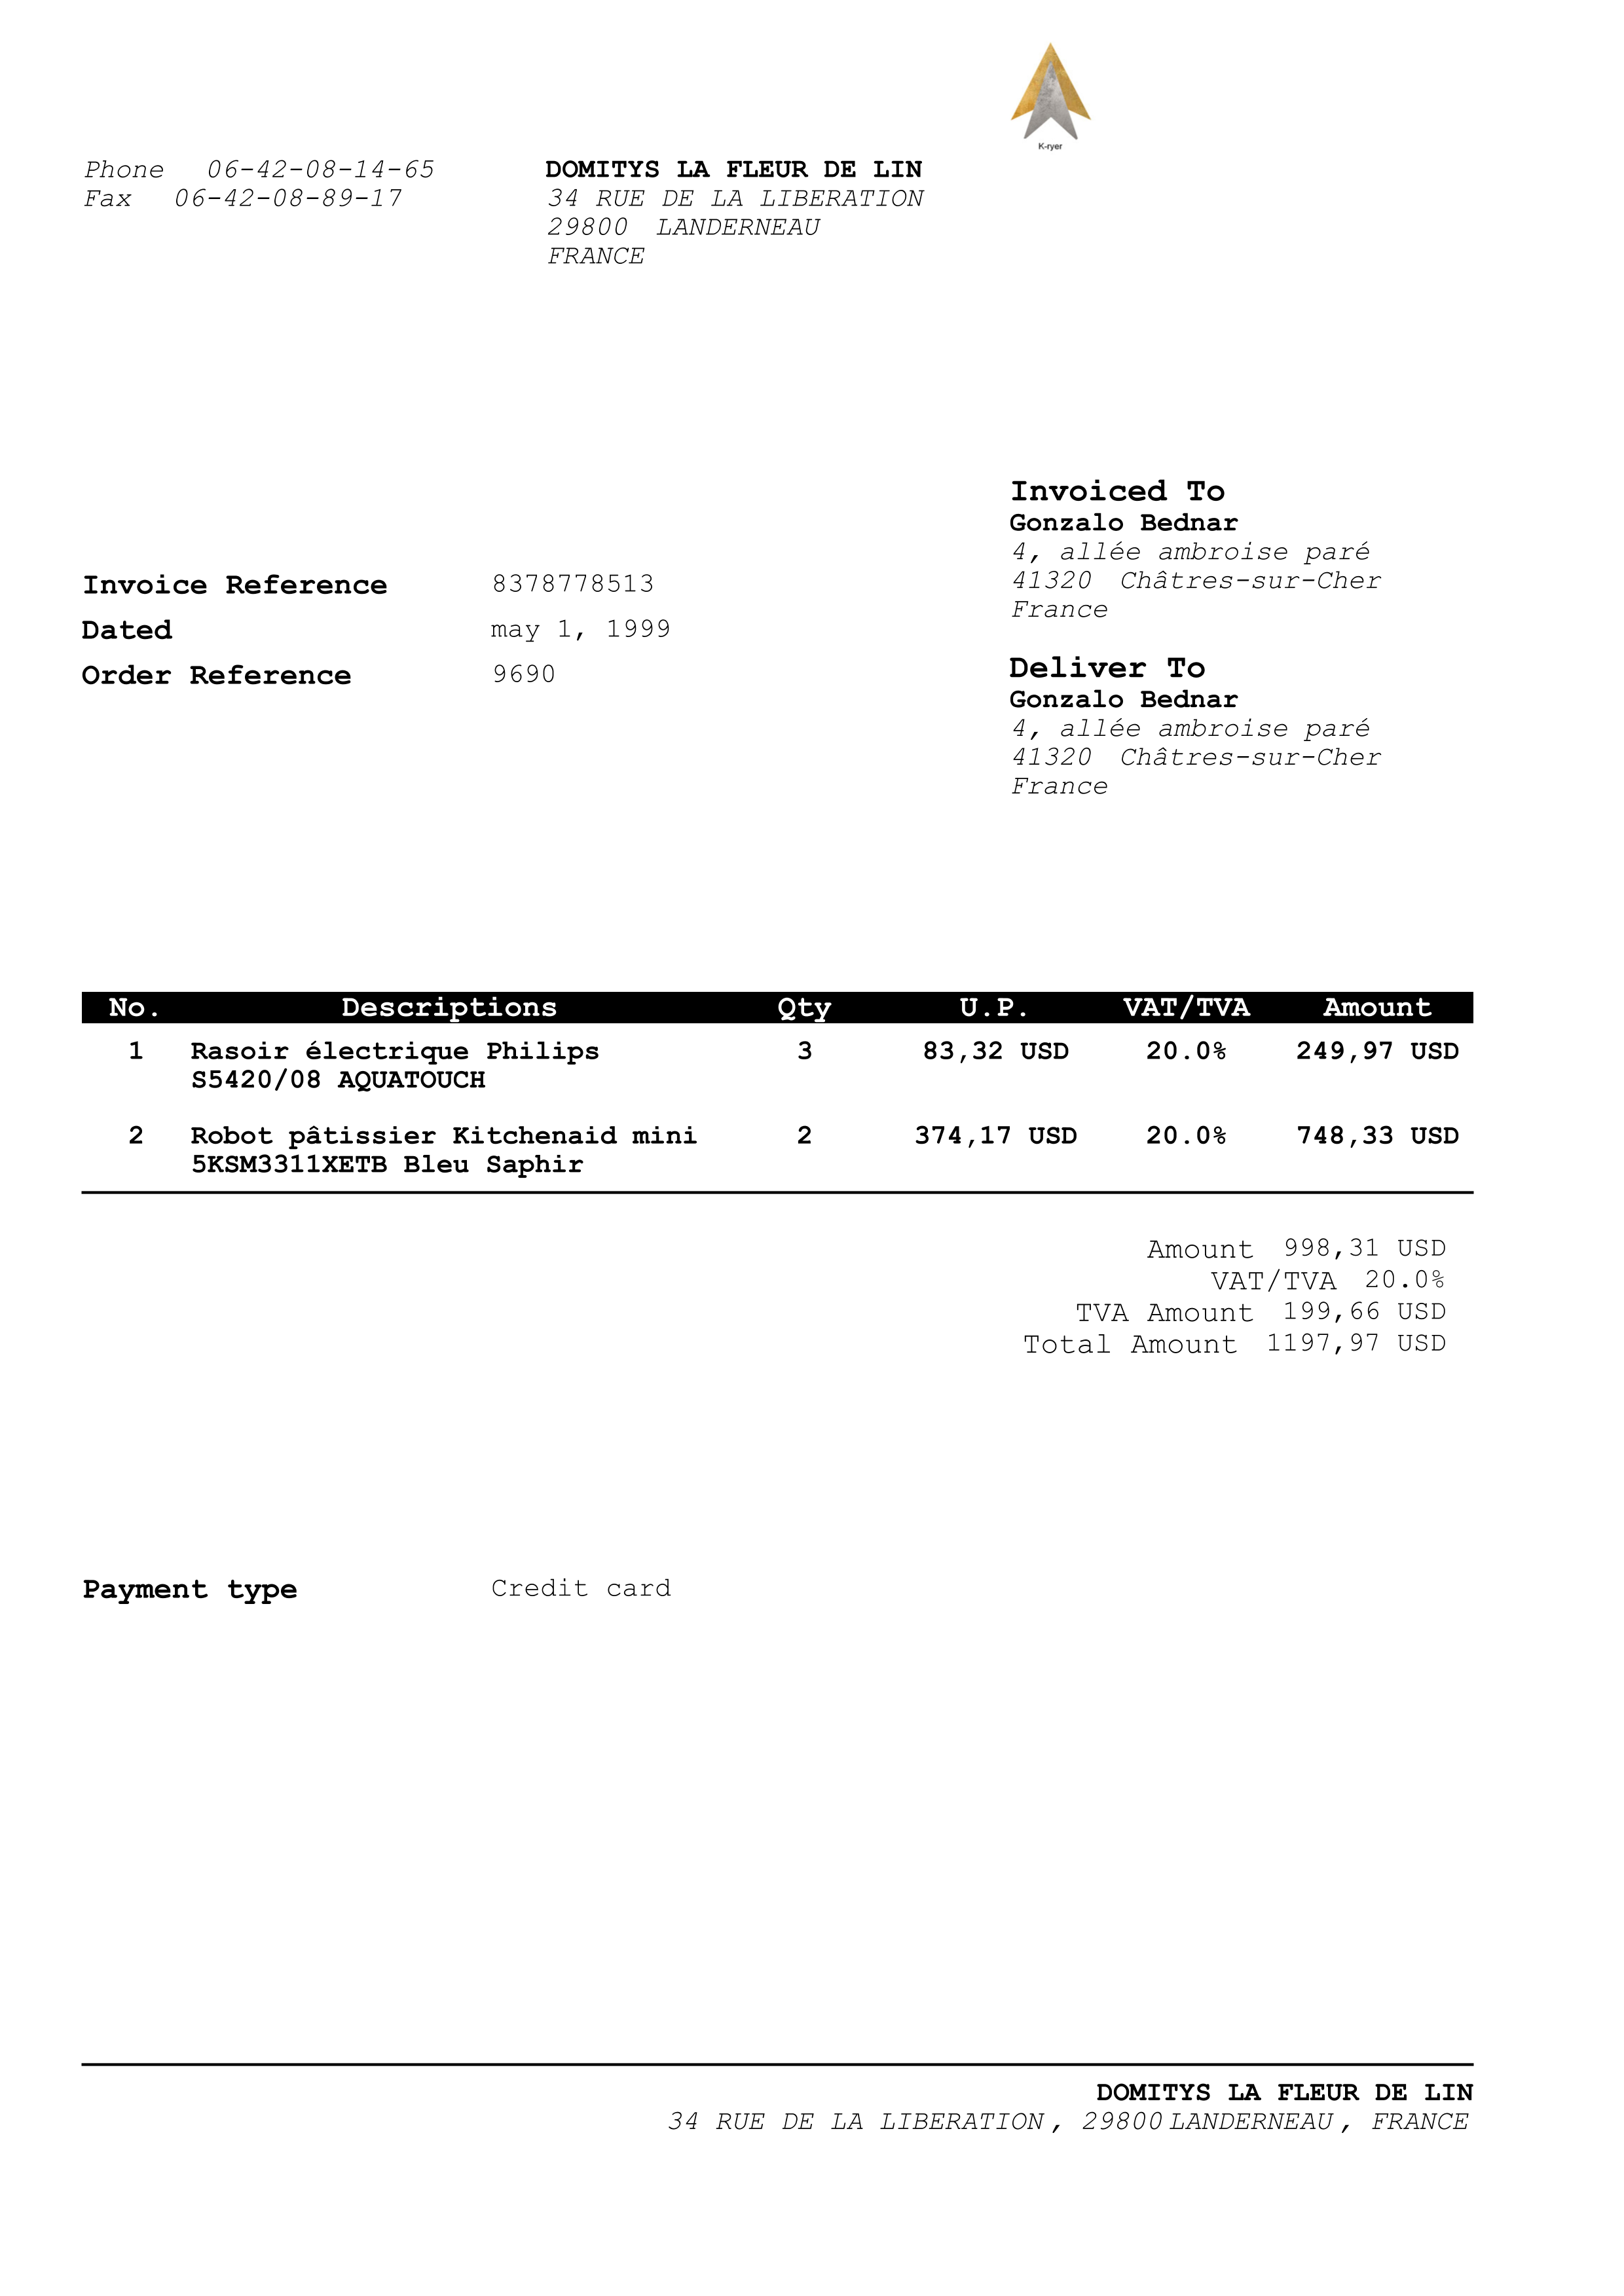 K-ryer
Phone 06-42-08-14-65
Fax 06-42-08-89-17
DOMITYS LA FLEUR DE LIN
34 RUE DE LA LIBERATION
29800 LANDERNEAU
FRANCE
Invoice Reference 8378778513
Dated may 1, 1999
Order Reference 9690
Invoiced To
Gonzalo Bednar
4, allée ambroise paré
41320 Châtres-sur-Cher
France
Deliver To
Gonzalo Bednar
4, allée ambroise paré
41320 Châtres-sur-Cher
France
No. Descriptions Qty U.P. VAT/TVA Amount
1 Rasoir électrique Philips 3 83,32 USD 20.0% 249,97 USD
S5420/08 AQUATOUCH
2 Robot pâtissier Kitchenaid mini 2 374,17 USD 20.0% 748,33 USD
5KSM3311XETB Bleu Saphir
Amount 998,31 USD
VAT/TVA 20.0%
TVA Amount 199,66 USD
Total Amount 1197,97 USD
Payment type Credit card
DOMITYS LA FLEUR DE LIN
34 RUE DE LA LIBERATION, 29800 LANDERNEAU, FRANCE